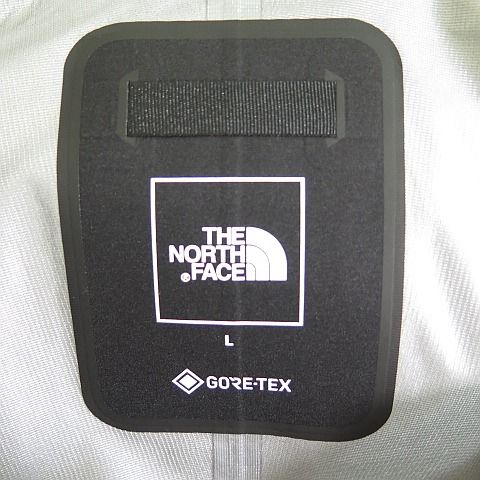 THE
NORTH
®FACE
L
GORE-TEX